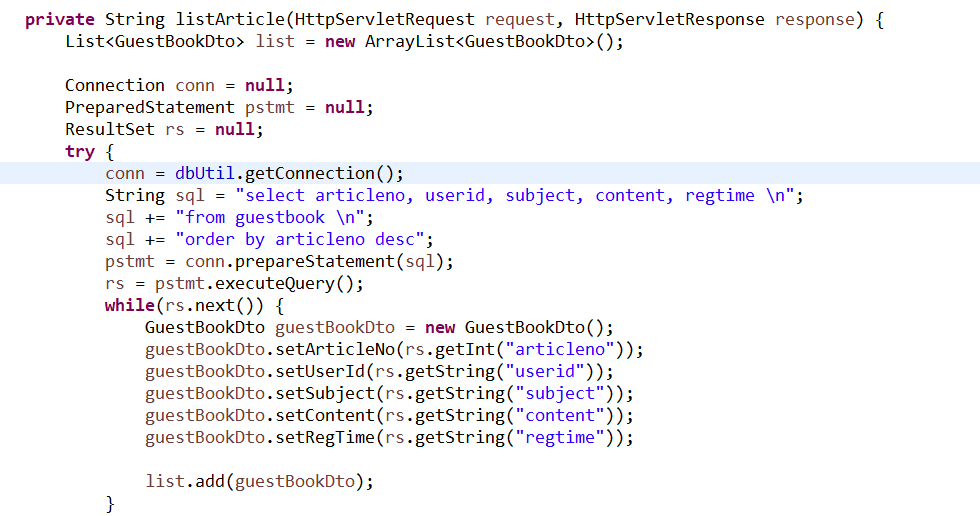 private String listArticle(HttpServletRequest request, HttpServletResponse response) {
    List<GuestBookDto> list = new ArrayList<GuestBookDto>();

    Connection conn = null;
    PreparedStatement pstmt = null;
    ResultSet rs = null;
    try {
        conn = dbUtil.getConnection();
        String sql = "select articleno, userid, subject, content, regtime \n";
        sql += "from guestbook \n";
        sql += "order by articleno desc";
        pstmt = conn.prepareStatement(sql);
        rs = pstmt.executeQuery();
        while(rs.next()) {
            GuestBookDto guestBookDto = new GuestBookDto();
            guestBookDto.setArticleNo(rs.getInt("articleno"));
            guestBookDto.setUserId(rs.getString("userid"));
            guestBookDto.setSubject(rs.getString("subject"));
            guestBookDto.setContent(rs.getString("content"));
            guestBookDto.setRegTime(rs.getString("regtime"));

            list.add(guestBookDto);
        }